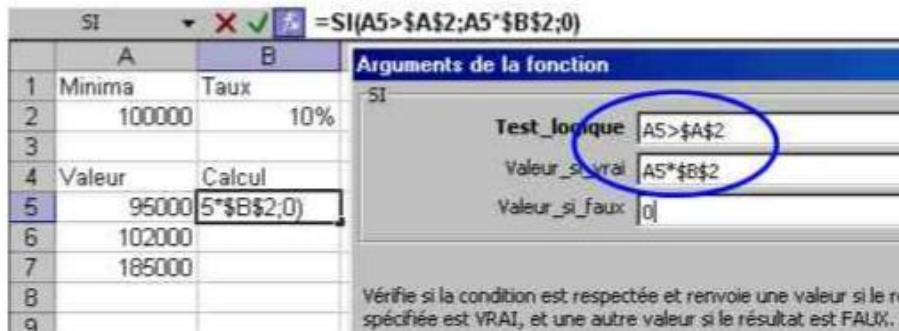 SI =SI(A5>$A$2;A5*$B$2;0)
A B
Arguments de la fonction
1 Minima Taux
SI
2 100000 10%
Test_logique A5>$A$2
3
Valeur_si_vrai A5*$B$2
4 Valeur Calcul
5 95000 5*$B$2;0)
Valeur_si_faux 0
6 102000
7 185000
8
Vérifie si la condition est respectée et renvoie une valeur si le
9
spécifiée est VRAI, et une autre valeur si le résultat est FAUX.